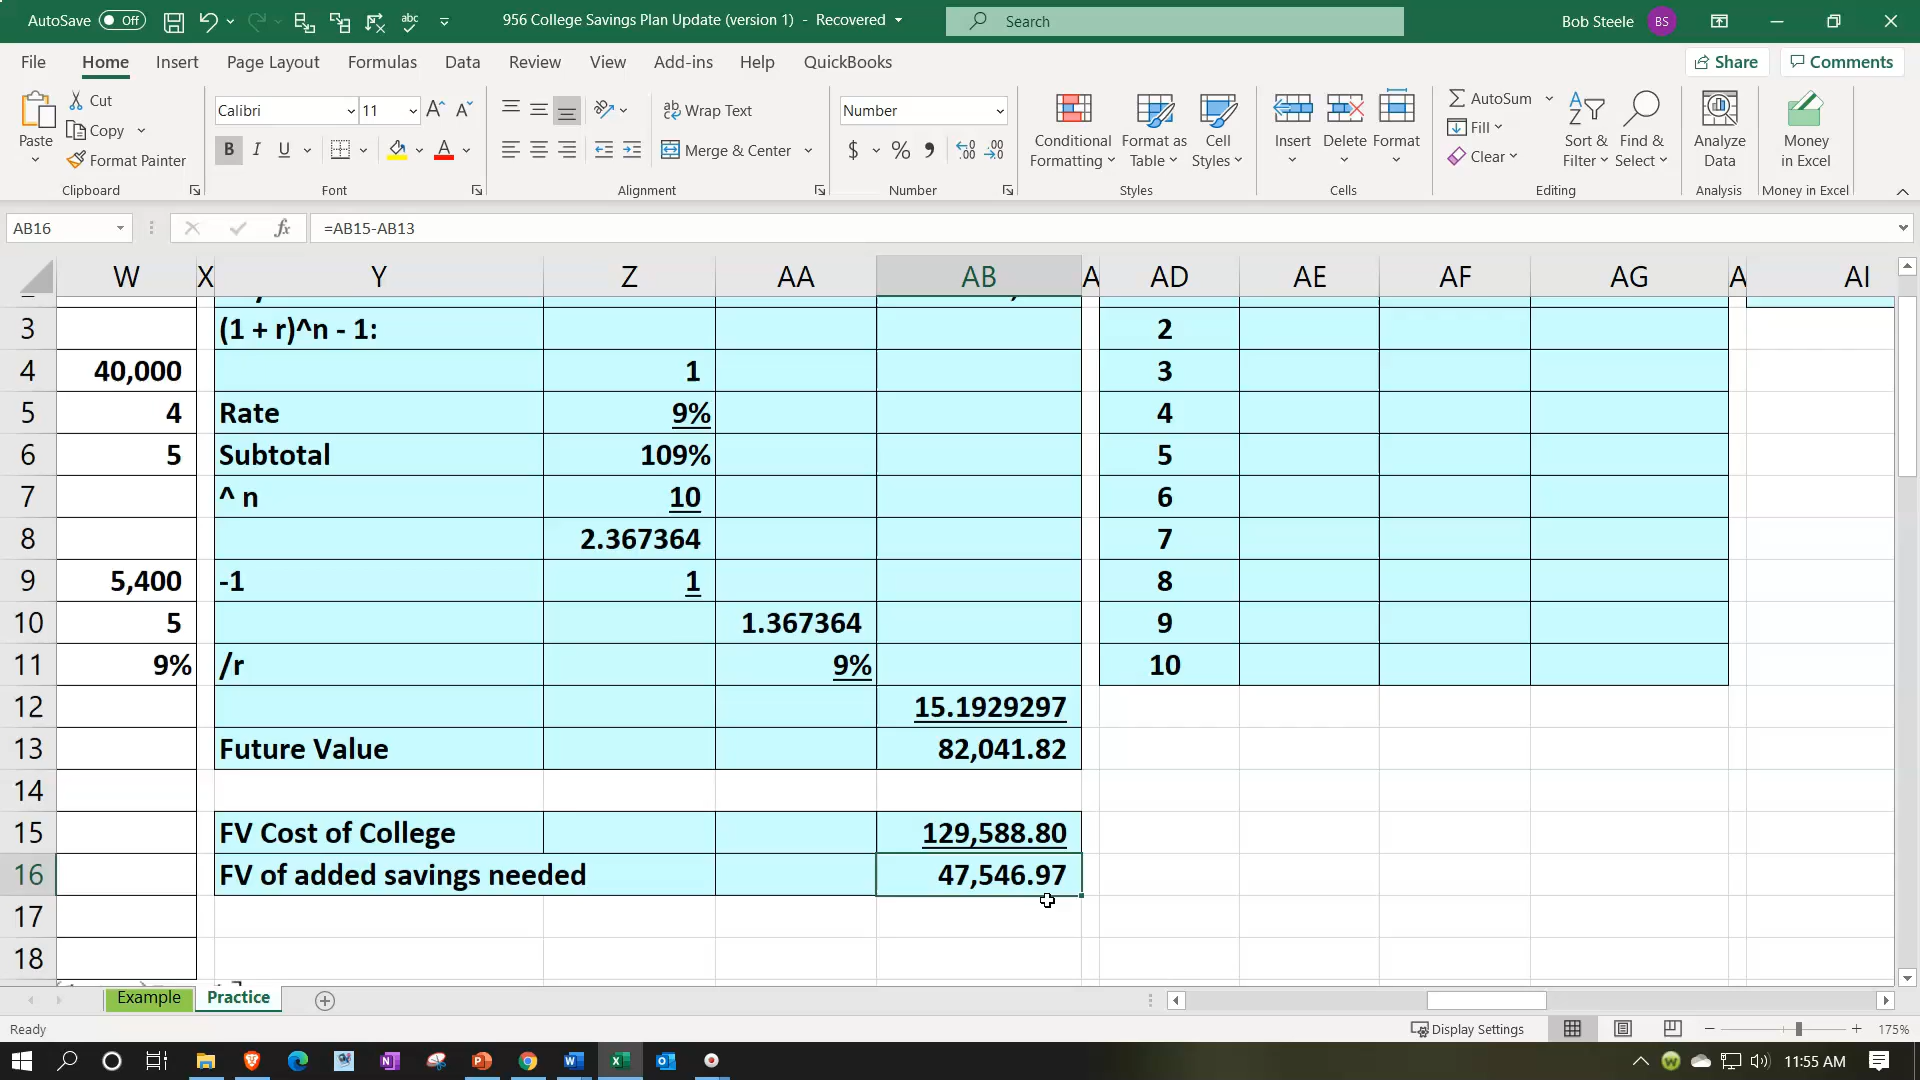 AutoSave Off
956 College Savings Plan Update (version 1) - Recovered
Search
Bob Steele BS
File Home Insert Page Layout Formulas Data Review View Add-ins Help QuickBooks
Share Comments
Paste
Cut
Copy
Format Painter
Clipboard
Calibri 11
B I U
Font
Wrap Text
Merge & Center
Alignment
Number
$ % 9
Number
Conditional Formatting
Format as Table
Cell Styles
Styles
Insert Delete Format
Cells
AutoSum
Fill
Clear
Sort & Filter
Find & Select
Editing
Analyze Data
Analysis
Money in Excel
Money in Excel
AB16 fx =AB15-AB13
W X Y Z AA AB A AD AE AF AG A AI
3 (1 + r)^n - 1: 2
4 40,000 1 3
5 4 Rate 9% 4
6 5 Subtotal 109% 5
7 ^ n 10 6
8 2.367364 7
9 5,400 -1 1 8
10 5 1.367364 9
11 9% /r 9% 10
12 15.1929297
13 Future Value 82,041.82
14
15 FV Cost of College 129,588.80
16 FV of added savings needed 47,546.97
17
18
Example Practice
Ready
Display Settings 175%
11:55 AM